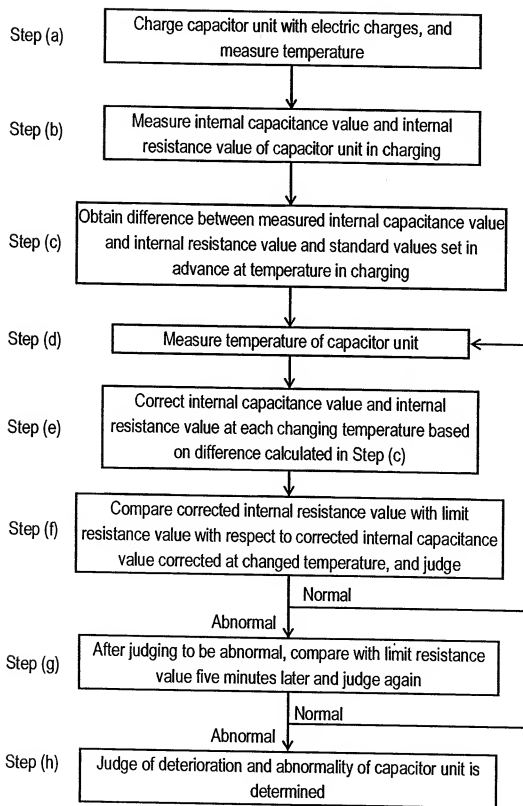 Step (a)
Charge capacitor unit with electric charges, and
measure temperature
Step (b)
Measure internal capacitance value and internal
resistance value of capacitor unit in charging
Step (c)
Obtain difference between measured internal capacitance value
and internal resistance value and standard values set in
advance at temperature in charging
Step (d)
Measure temperature of capacitor unit
Step (e)
Correct internal capacitance value and internal
resistance value at each changing temperature based
on difference calculated in Step (c)
Step (f)
Compare corrected internal resistance value with limit
resistance value with respect to corrected internal capacitance
value corrected at changed temperature, and judge
Normal
Abnormal
Step (g)
After judging to be abnormal, compare with limit resistance
value five minutes later and judge again
Normal
Abnormal
Step (h)
Judge of deterioration and abnormality of capacitor unit is
determined